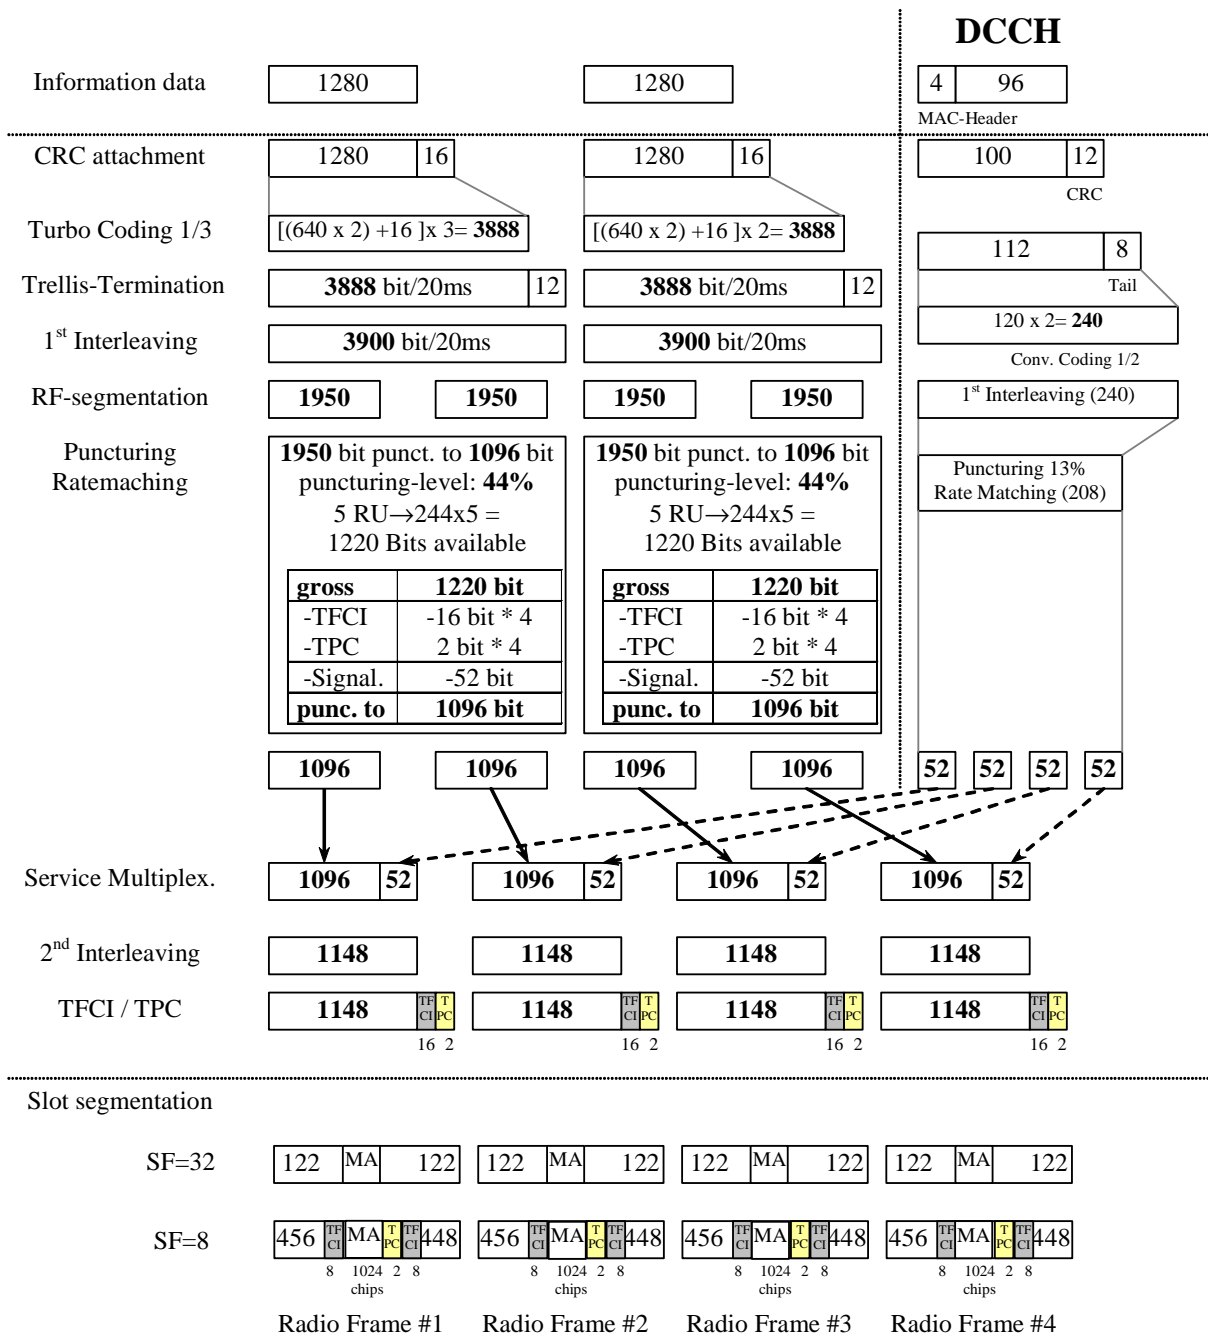 DCCH
Information data 1280 1280 4 96
MAC-Header
CRC attachment 1280 16 1280 16 100 12
CRC
Turbo Coding 1/3 [(640 x 2) +16 ]x 3= 3888 [(640 x 2) +16 ]x 2= 3888
112 8
Trellis-Termination 3888 bit/20ms 12 3888 bit/20ms 12
Tail
120 x 2= 240
1st Interleaving 3900 bit/20ms 3900 bit/20ms
Conv. Coding 1/2
RF-segmentation 1950 1950 1950 1950 1st Interleaving (240)
Puncturing
Ratemaching
1950 bit punct. to 1096 bit
puncturing-level: 44%
5 RU→244x5 =
1220 Bits available
gross 1220 bit
-TFCI -16 bit * 4
-TPC 2 bit * 4
-Signal. -52 bit
punc. to 1096 bit
1950 bit punct. to 1096 bit
puncturing-level: 44%
5 RU→244x5 =
1220 Bits available
gross 1220 bit
-TFCI -16 bit * 4
-TPC 2 bit * 4
-Signal. -52 bit
punc. to 1096 bit
Puncturing 13%
Rate Matching (208)
1096 1096 1096 1096 52 52 52 52
Service Multiplex. 1096 52 1096 52 1096 52 1096 52
2nd Interleaving 1148 1148 1148 1148
TFCI / TPC 1148 TF CI T PC 1148 TF CI T PC 1148 TF CI T PC 1148 TF CI T PC
16 2 16 2 16 2 16 2
Slot segmentation
SF=32 122 MA 122 122 MA 122 122 MA 122 122 MA 122
SF=8 456 TF CI MA T PC TF CI 448 456 TF CI MA T PC TF CI 448 456 TF CI MA T PC TF CI 448 456 TF CI MA T PC TF CI 448
8 1024 2 8 8 1024 2 8 8 1024 2 8 8 1024 2 8
chips chips chips chips
Radio Frame #1 Radio Frame #2 Radio Frame #3 Radio Frame #4